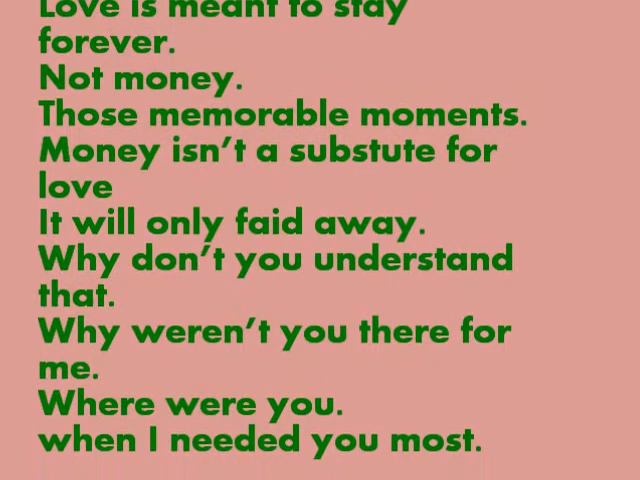 Love is meant to stay
forever.
Not money.
Those memorable moments.
Money isn't a substute for
love
It will only faid away.
Why don't you understand
that.
Why weren't you there for
me.
Where were you.
when I needed you most.